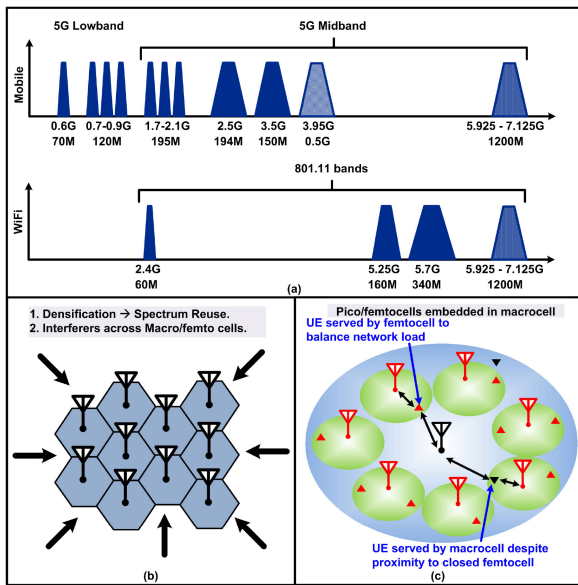 5G Lowband 5G Midband
Mobile
0.6G 0.7-0.9G 1.7-2.1G 2.5G 3.5G 3.95G 5.925 - 7.125G
70M 120M 195M 194M 150M 0.5G 1200M
801.11 bands
WiFi
2.4G 5.25G 5.7G 5.925 - 7.125G
60M 160M 340M 1200M
(a)
1. Densification → Spectrum Reuse.
2. Interferers across Macro/femto cells.
(b)
Pico/femtocells embedded in macrocell
UE served by femtocell to
balance network load
UE served by macrocell despite
proximity to closed femtocell
(c)